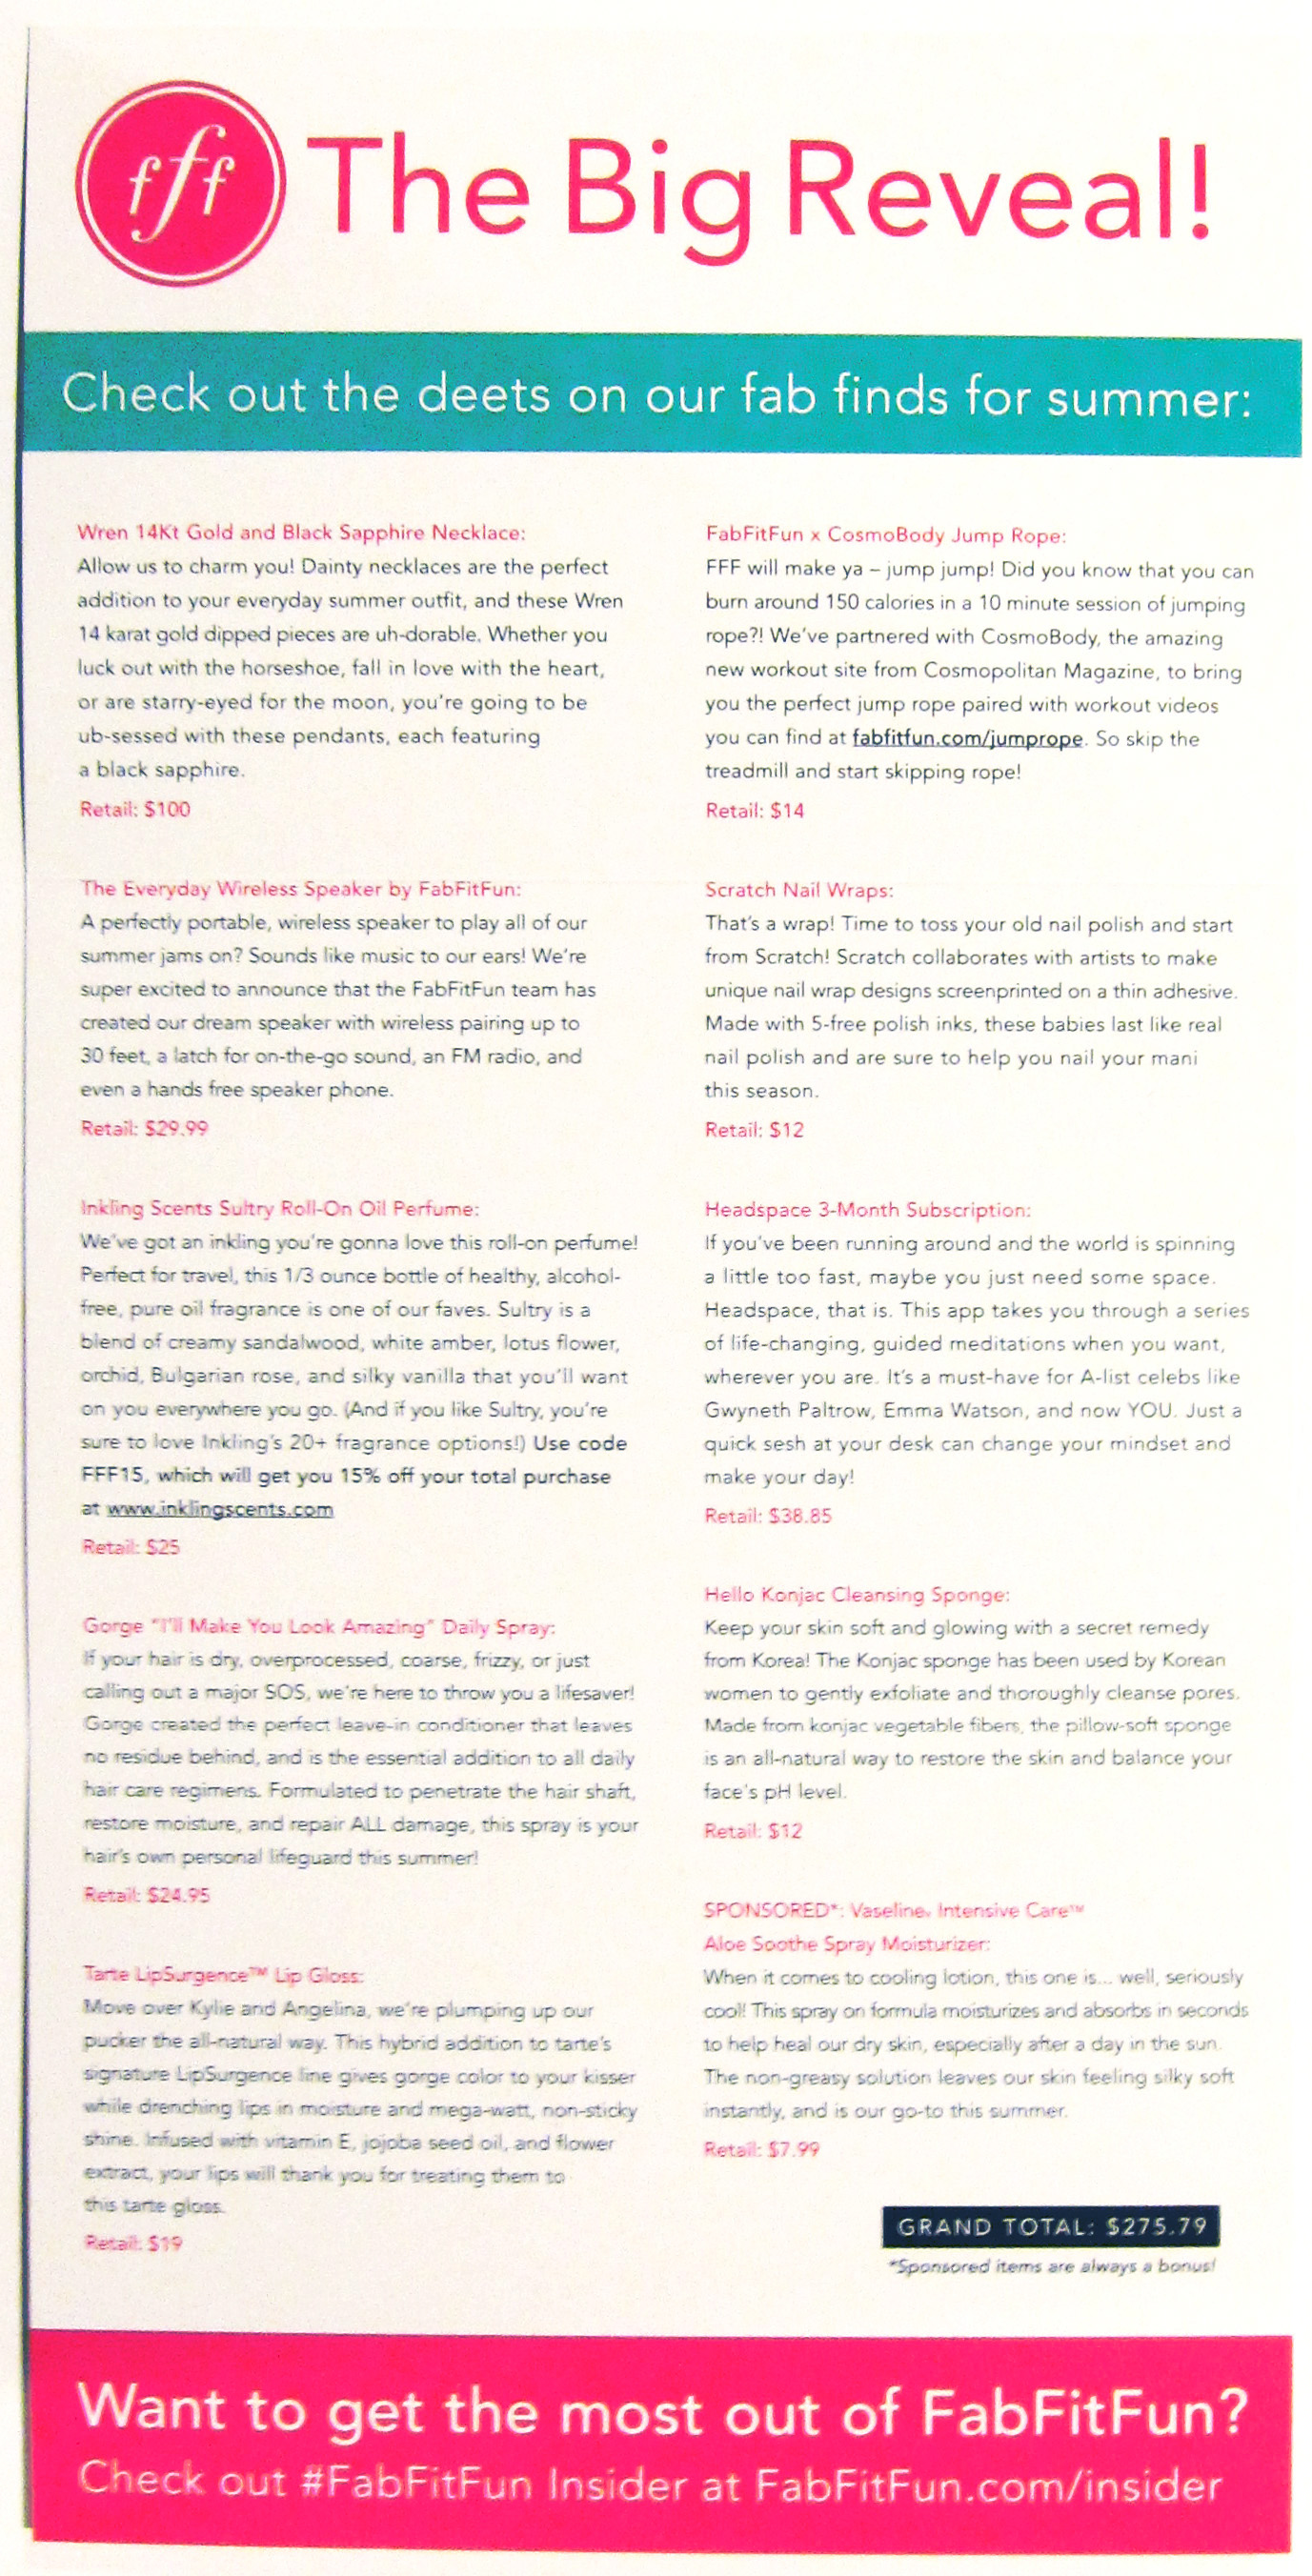 fff
The Big Reveal!
Check out the deets on our fab finds for summer:
Wren 14Kt Gold and Black Sapphire Necklace:
Allow us to charm you! Dainty necklaces are the perfect
addition to your everyday summer outfit, and these Wren
14 karat gold dipped pieces are uh-dorable. Whether you
luck out with the horseshoe, fall in love with the heart,
or are starry-eyed for the moon, you're going to be
ub-sessed with these pendants, each featuring
a black sapphire.
Retail: $100
The Everyday Wireless Speaker by FabFitFun:
A perfectly portable, wireless speaker to play all of our
summer jams on? Sounds like music to our ears! We're
super excited to announce that the FabFitFun team has
created our dream speaker with wireless pairing up to
30 feet, a latch for on-the-go sound, an FM radio, and
even a hands free speaker phone.
Retail: $29.99
Inkling Scents Sultry Roll-On Oil Perfume:
We've got an inkling you're gonna love this roll-on perfume!
Perfect for travel, this 1/3 ounce bottle of healthy, alcohol-
free, pure oil fragrance is one of our faves. Sultry is a
blend of creamy sandalwood, white amber, lotus flower,
orchid, Bulgarian rose, and silky vanilla that you'll want
on you everywhere you go. (And if you like Sultry, you're
sure to love Inkling's 20+ fragrance options!) Use code
FFF15, which will get you 15% off your total purchase
at www.inklingscents.com
Retail: $25
Gorge "I'll Make You Look Amazing" Daily Spray:
If your hair is dry, overprocessed, coarse, frizzy, or just
calling out a major SOS, we're here to throw you a lifesaver!
Gorge created the perfect leave-in conditioner that leaves
no residue behind, and is the essential addition to all daily
hair care regimens. Formulated to penetrate the hair shaft,
restore moisture, and repair ALL damage, this spray is your
hair's own personal lifeguard this summer!
Retail: $24.95
Tarte LipSurgence™ Lip Gloss:
Move over Kylie and Angelina, we're plumping up our
pucker the all-natural way. This hybrid addition to tarte's
signature LipSurgence line gives gorge color to your kisser
while drenching lips in moisture and mega-watt, non-sticky
shine. Infused with vitamin E, jojoba seed oil, and flower
extract, your lips will thank you for treating them to
this tarte gloss.
Retail: $19
FabFitFun x CosmoBody Jump Rope:
FFF will make ya – jump jump! Did you know that you can
burn around 150 calories in a 10 minute session of jumping
rope?! We've partnered with CosmoBody, the amazing
new workout site from Cosmopolitan Magazine, to bring
you the perfect jump rope paired with workout videos
you can find at fabfitfun.com/jumprope. So skip the
treadmill and start skipping rope!
Retail: $14
Scratch Nail Wraps:
That's a wrap! Time to toss your old nail polish and start
from Scratch! Scratch collaborates with artists to make
unique nail wrap designs screenprinted on a thin adhesive.
Made with 5-free polish inks, these babies last like real
nail polish and are sure to help you nail your mani
this season.
Retail: $12
Headspace 3-Month Subscription:
If you've been running around and the world is spinning
a little too fast, maybe you just need some space.
Headspace, that is. This app takes you through a series
of life-changing, guided meditations when you want,
wherever you are. It's a must-have for A-list celebs like
Gwyneth Paltrow, Emma Watson, and now YOU. Just a
quick sesh at your desk can change your mindset and
make your day!
Retail: $38.85
Hello Konjac Cleansing Sponge:
Keep your skin soft and glowing with a secret remedy
from Korea! The Konjac sponge has been used by Korean
women to gently exfoliate and thoroughly cleanse pores.
Made from konjac vegetable fibers, the pillow-soft sponge
is an all-natural way to restore the skin and balance your
face's pH level.
Retail: $12
SPONSORED*: Vaseline® Intensive Care™
Aloe Soothe Spray Moisturizer:
When it comes to cooling lotion, this one is... well, seriously
cool! This spray on formula moisturizes and absorbs in seconds
to help heal our dry skin, especially after a day in the sun.
The non-greasy solution leaves our skin feeling silky soft
instantly, and is our go-to this summer.
Retail: $7.99
GRAND TOTAL: $275.79
*Sponsored items are always a bonus!
Want to get the most out of FabFitFun?
Check out #FabFitFun Insider at FabFitFun.com/insider